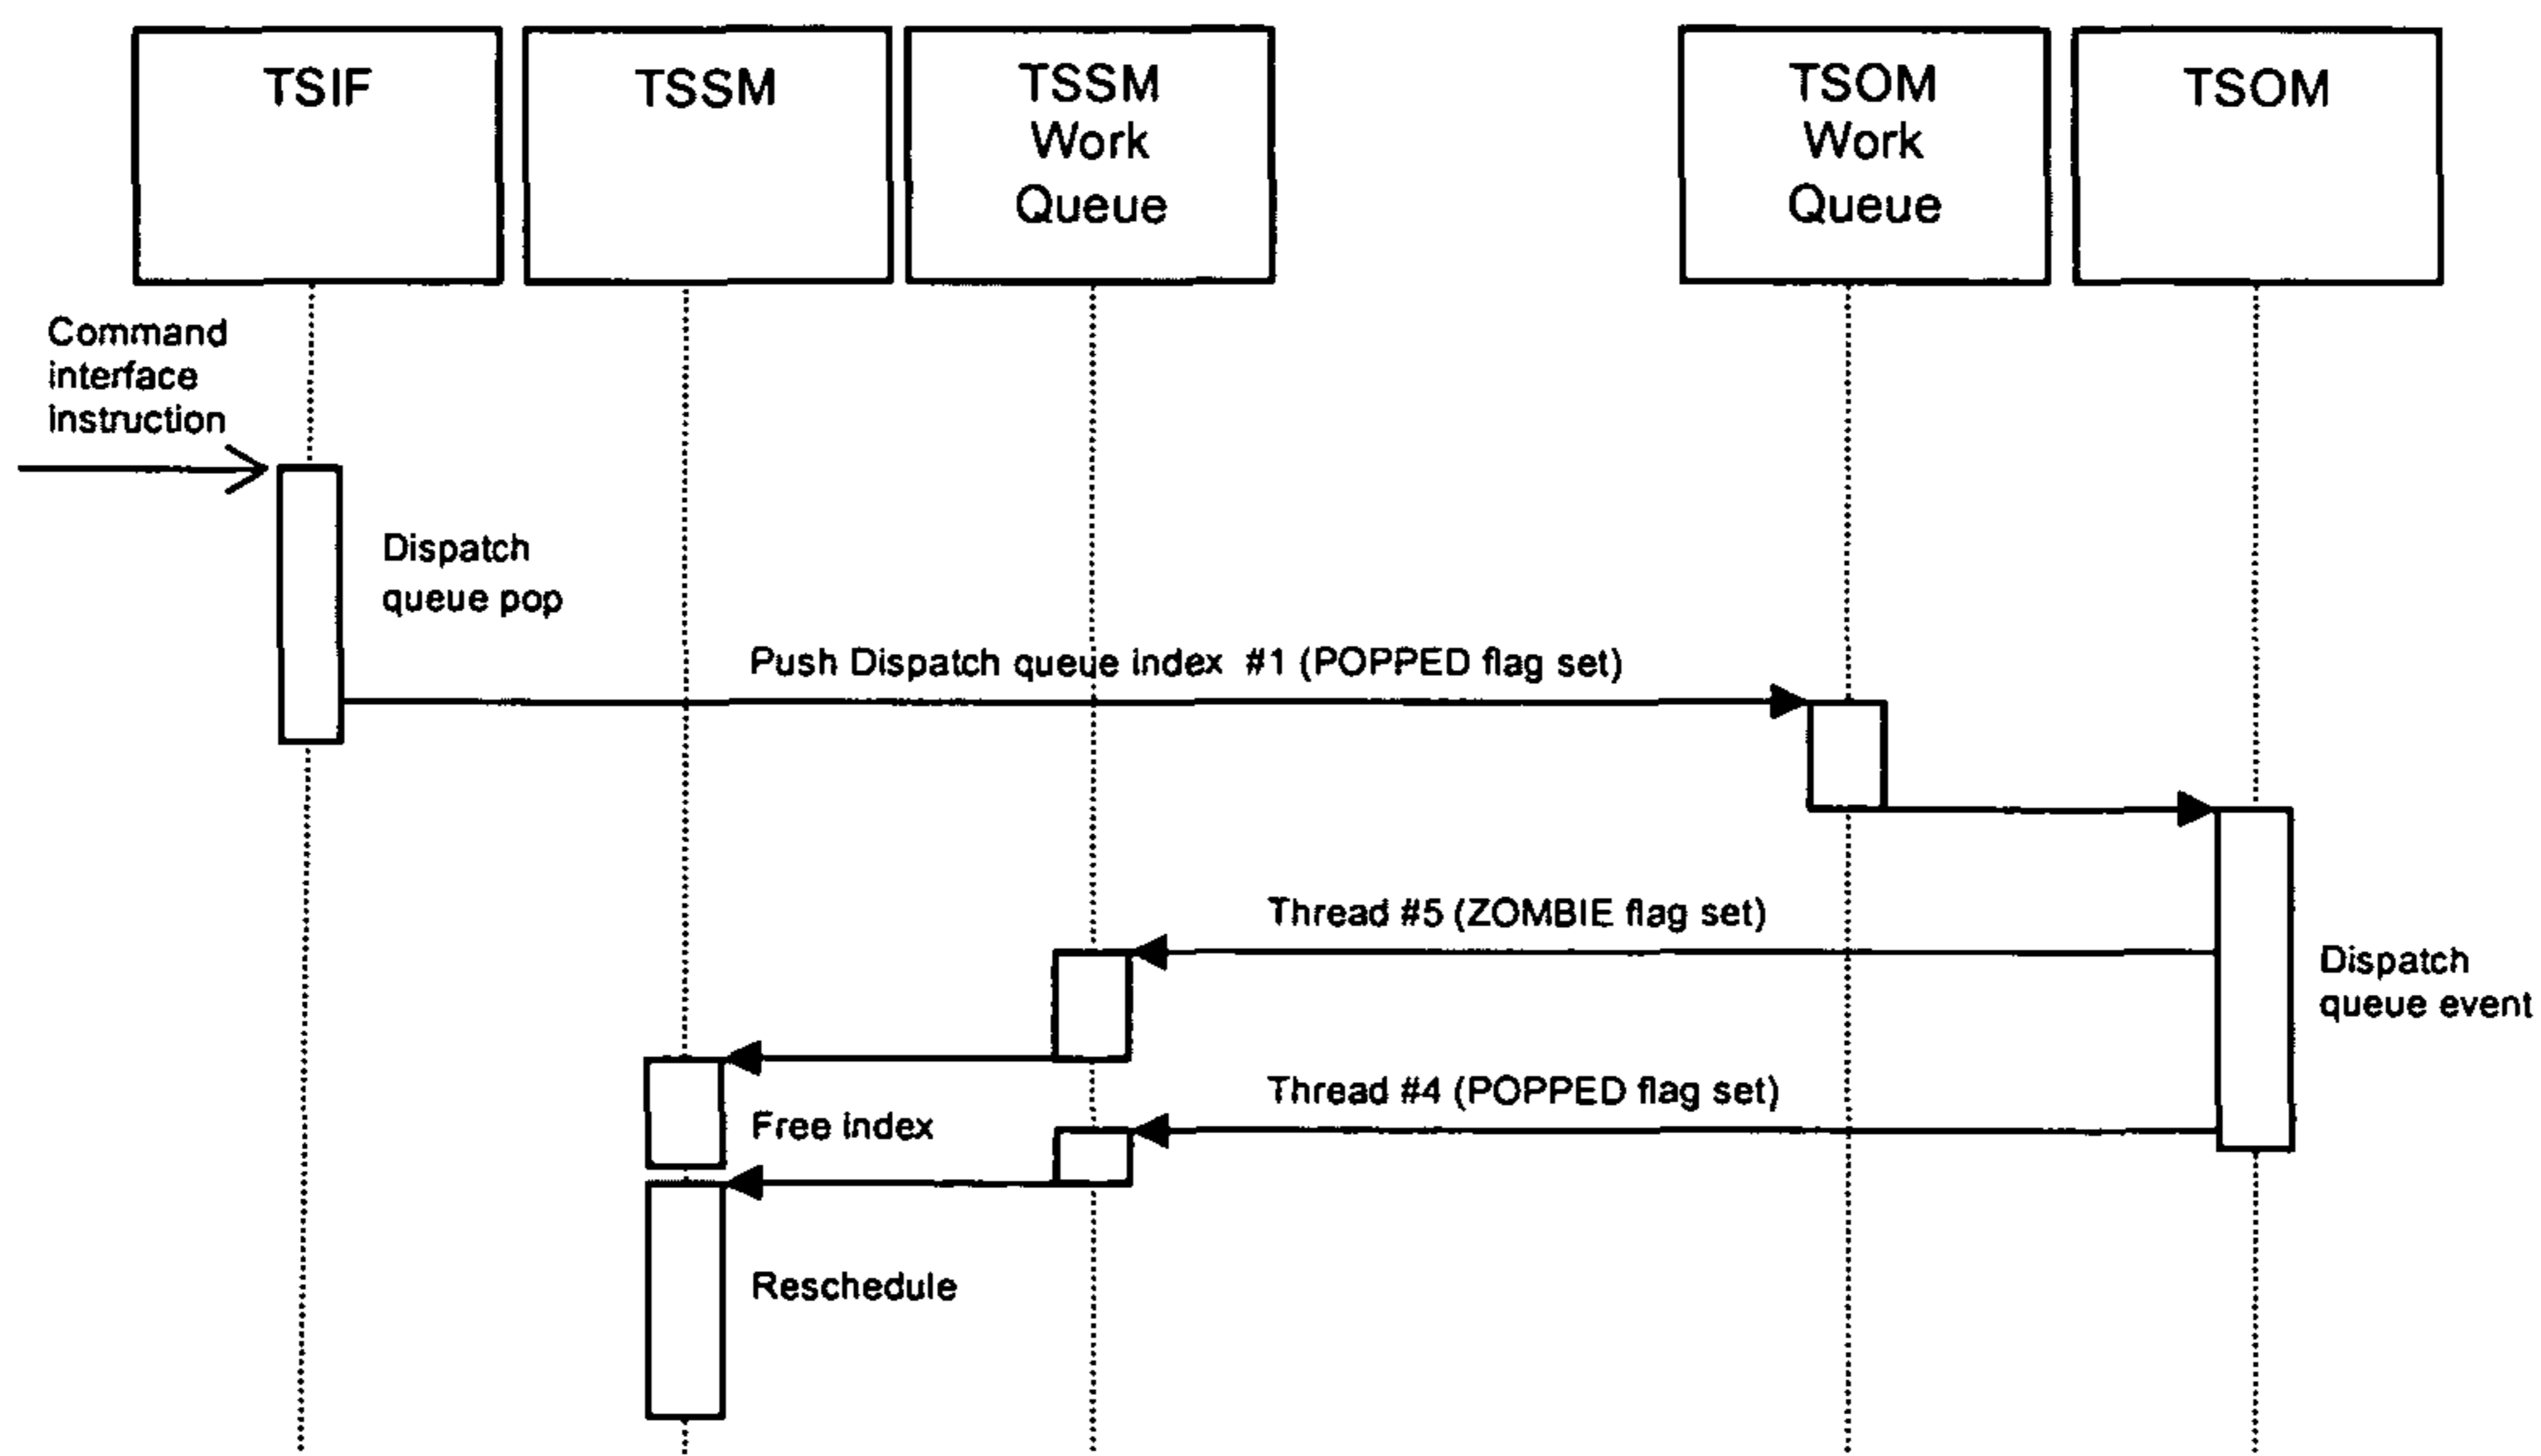 TSIF
TSSM
TSSM
Work
Queue
TSOM
Work
Queue
TSOM
Command
interface
instruction
Dispatch
queue pop
Push Dispatch queue index #1 (POPPED flag set)
Thread #5 (ZOMBIE flag set)
Dispatch
queue event
Thread #4 (POPPED flag set)
Free index
Reschedule